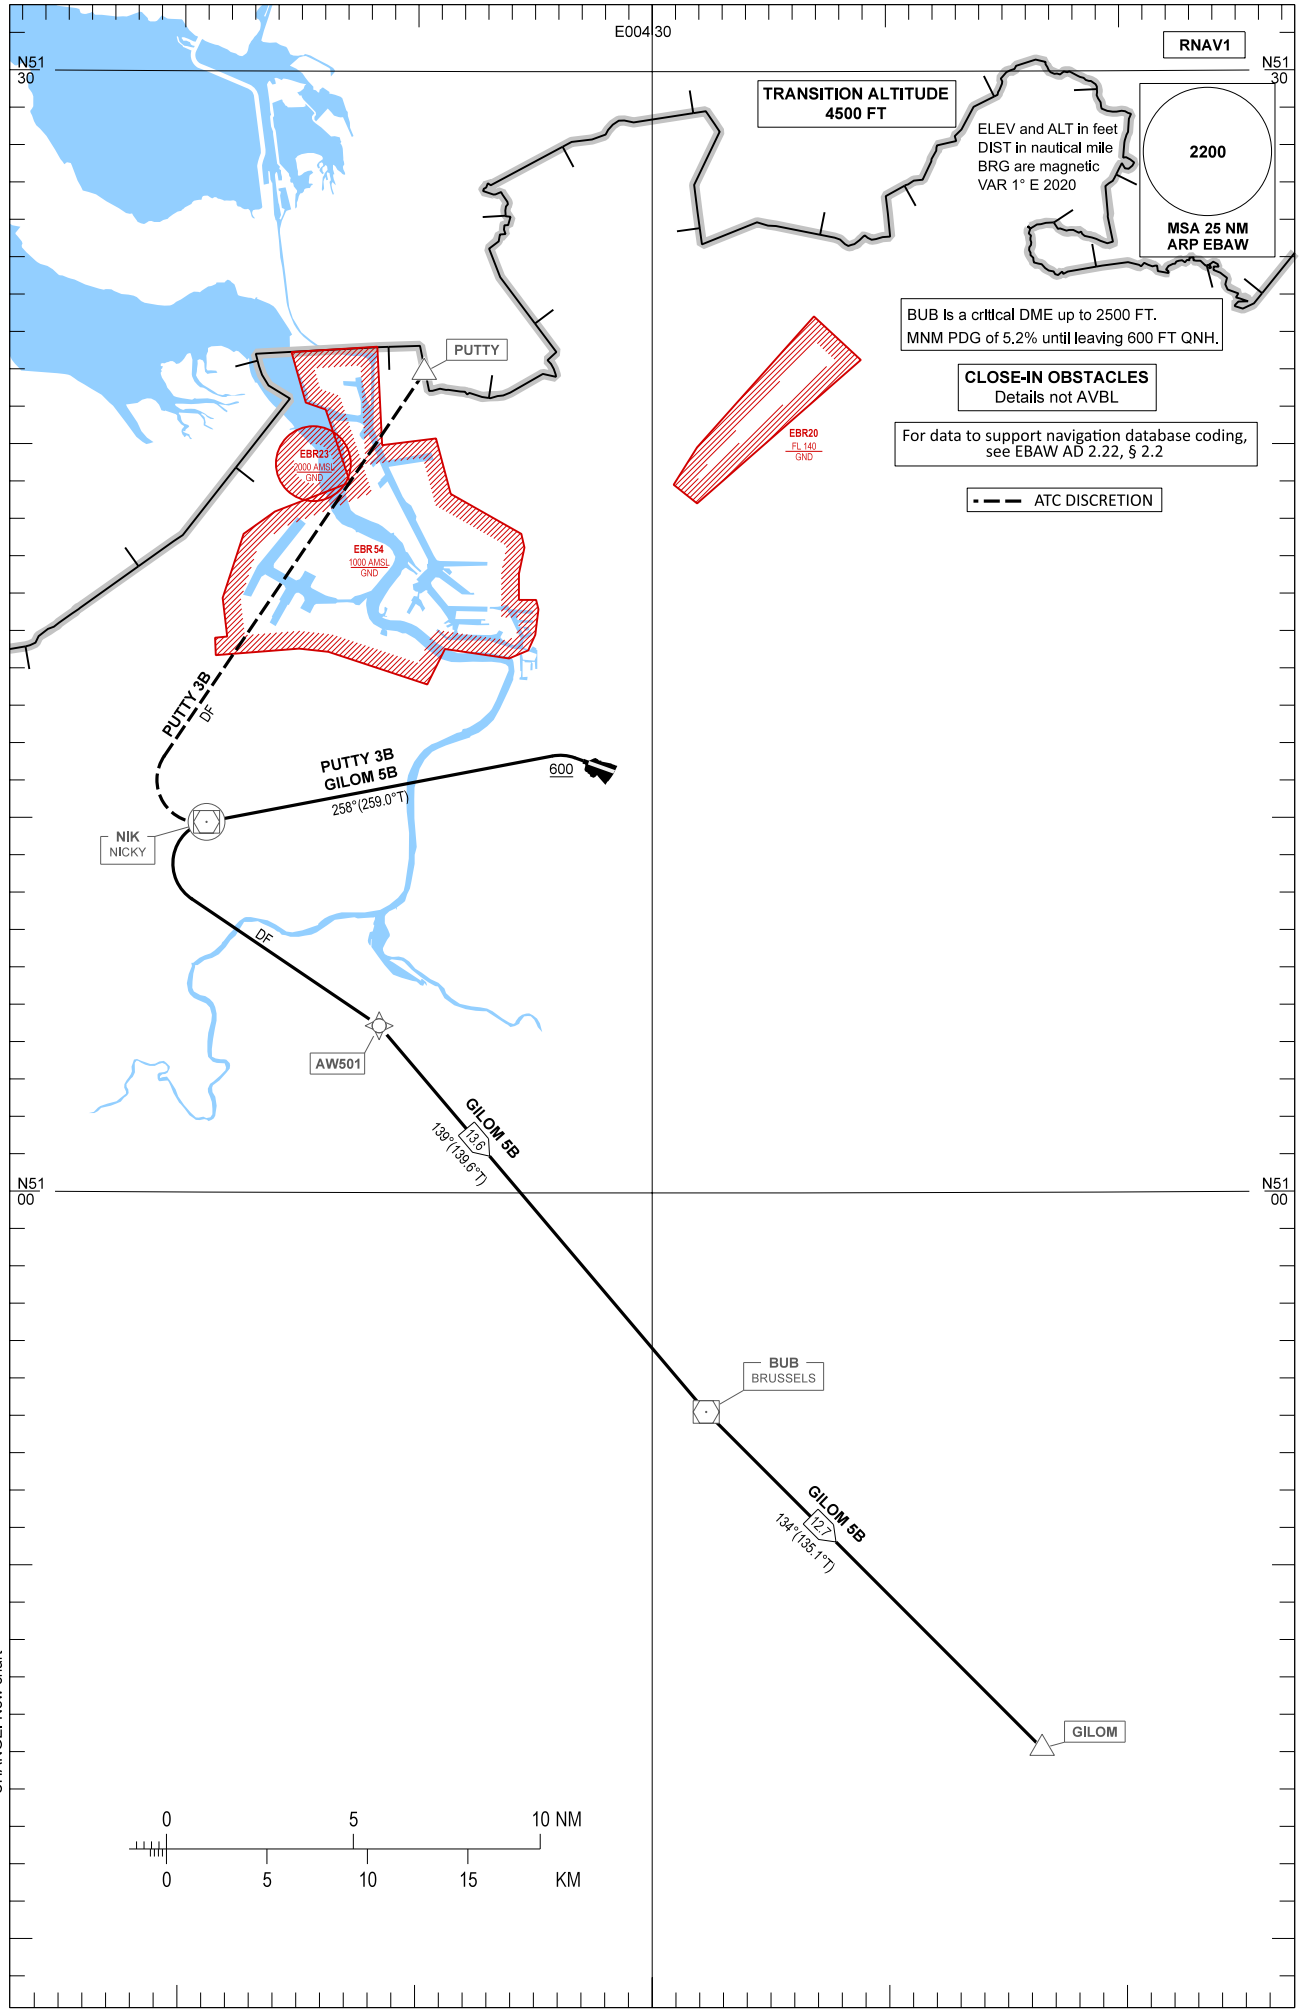 E00430
RNAV1
N51
30
N51
30
TRANSITION ALTITUDE
4500 FT
ELEV and ALT in feet
DIST in nautical mile
BRG are magnetic
VAR 1° E 2020
2200
MSA 25 NM
ARP EBAW
BUB is a critical DME up to 2500 FT.
MNM PDG of 5.2% until leaving 600 FT QNH.
PUTTY
CLOSE-IN OBSTACLES
Details not AVBL
EBR20
FL 140
GND
For data to support navigation database coding,
see EBAW AD 2.22, § 2.2
EBR23
2000 AMSL
GND
ATC DISCRETION
EBR 54
1000 AMSL
GND
PUTTY 3B
DF
PUTTY 3B
GILOM 5B
258°(259.0°T)
600
NIK
NICKY
DF
AW501
GILOM 5B
13.6
139°(139.6°T)
N51
00
N51
00
BUB
BRUSSELS
GILOM 5B
12.7
134°(135.1°T)
GILOM
0 5 10 NM
0 5 10 15 KM